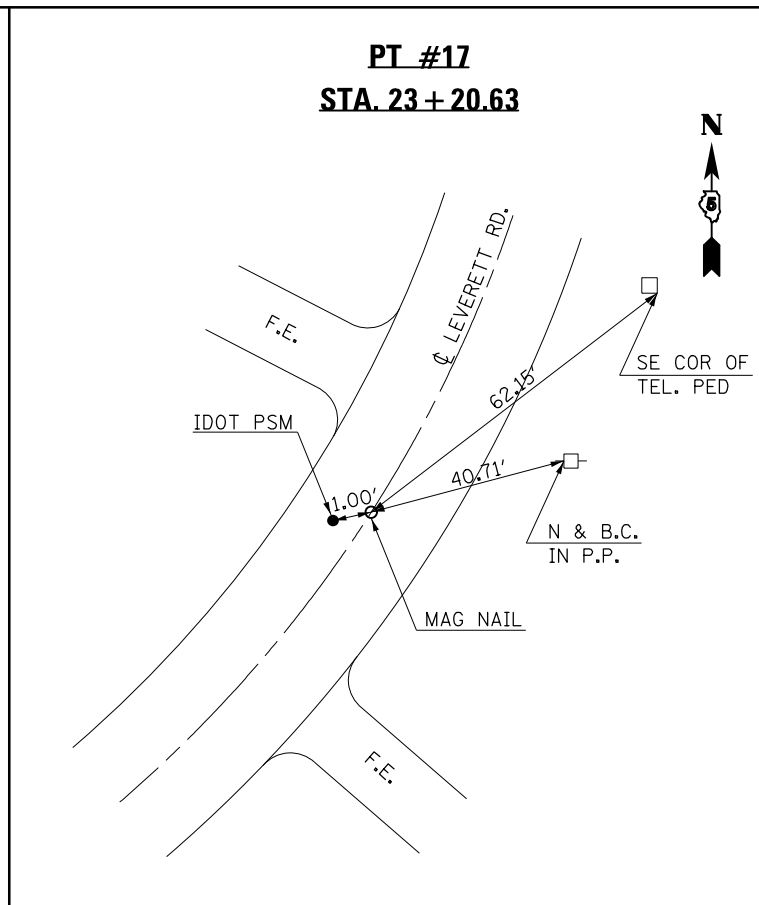 PT #17
STA. 23+20.63
N
5
℄ LEVERETT RD.
F.E.
62.15'
SE COR OF
TEL. PED
IDOT PSM
1.00'
40.71'
N & B.C.
IN P.P.
MAG NAIL
F.E.